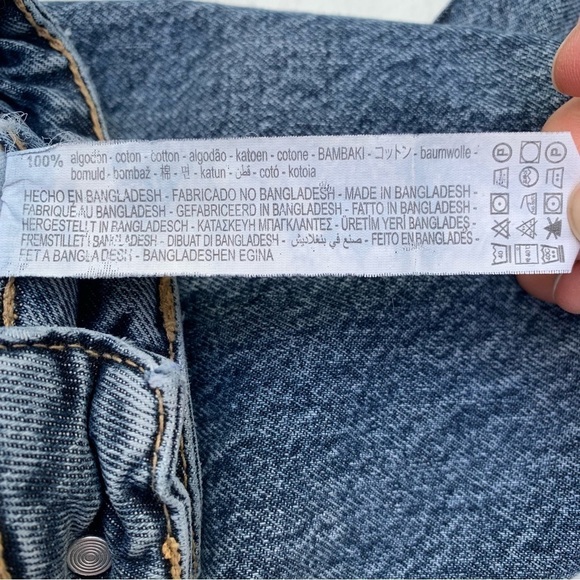 100% algodón - coton - cotton - algodão - katoen - cotone - BAMBAKI - コットン - baumwolle -
bomuld - bombaž - 棉 - 면 - katun - قطن - cotó - kotoia
HECHO EN BANGLADESH - FABRICADO NO BANGLADESH - MADE IN BANGLADESH -
FABRIQUÉ AU BANGLADESH - GEFABRICEERD IN BANGLADESH - FATTO IN BANGLADESH -
HERGESTELLT IN BANGLADESCH - ΚΑΤΑΣΚΕΥΗ ΜΠΑΓΚΛΑΝΤΕΣ - ÜRETİM YERİ BANGLADEŞ -
FREMSTILLET I BANGLADESH - DIBUAT DI BANGLADESH - صنع في بنغلاديش - FEITO EN BANGLADÉS -
FET A BANGLADESH - BANGLADESHEN EGINA
P P